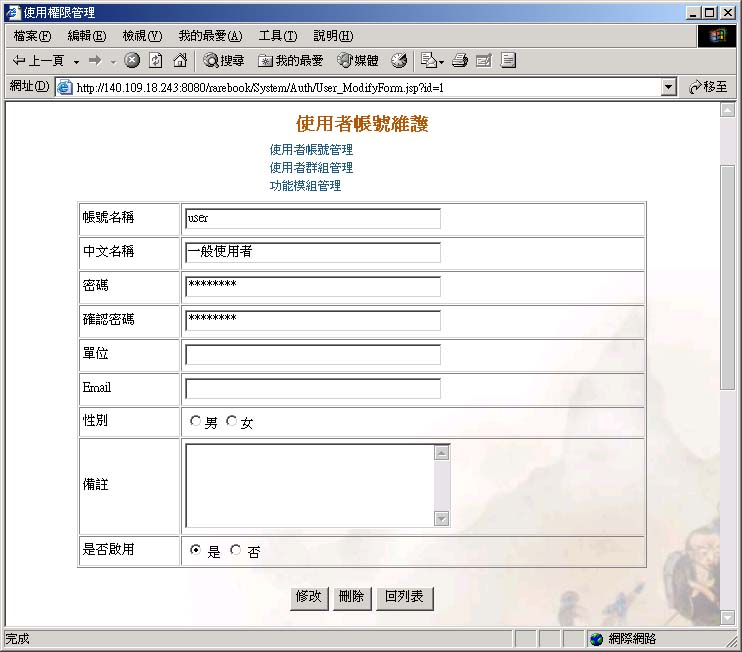 使用權限管理
檔案(F) 編輯(E) 檢視(V) 我的最愛(A) 工具(T) 說明(H)
上一頁 搜尋 我的最愛 媒體
網址(D) http://140.109.18.243:8080/rarebook/System/Auth/User_ModifyForm.jsp?id=1 移至
使用者帳號維護
使用者帳號管理
使用者群組管理
功能模組管理
帳號名稱 user
中文名稱 一般使用者
密碼 ********
確認密碼 ********
單位
Email
性別 男 女
備註
是否啟用 是 否
修改 刪除 回列表
完成 網際網路